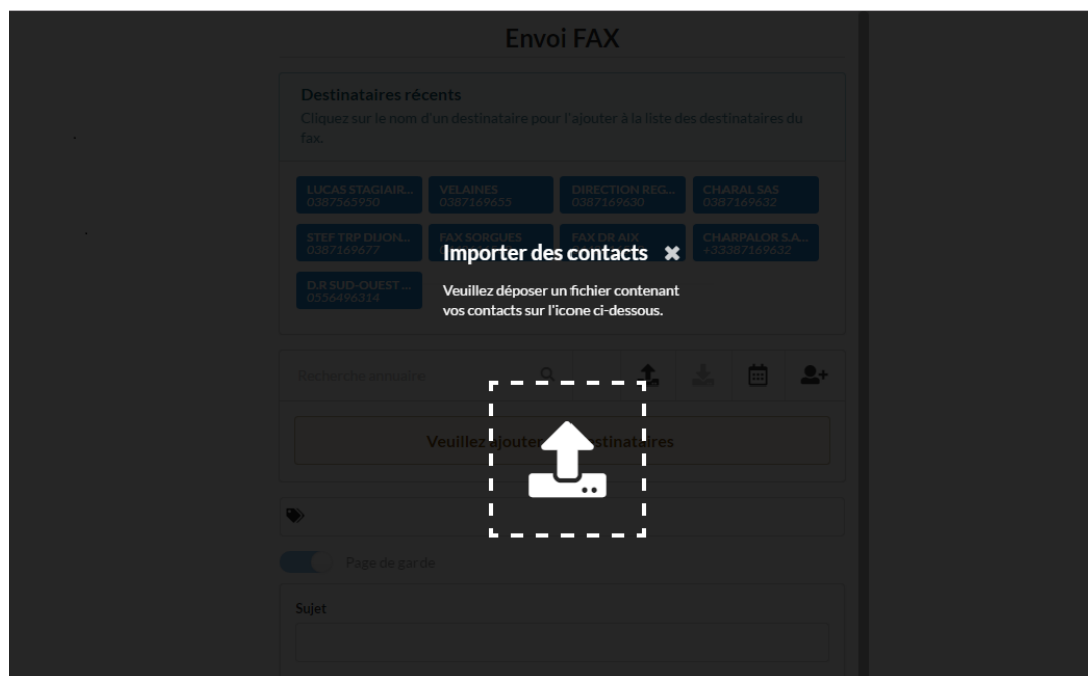 Envoi FAX
Destinataires récents
Cliquez sur le nom d'un destinataire pour l'ajouter à la liste des destinataires du
fax.
LUCAS STAGIAIR... VELAINES DIRECTION REG... CHARAL SAS
0387565950 0387169655 0387169630 0387169632
STEF TRP DIJON... FAX SORGUES FAX DR AIX CHARPALOR S.A...
0387169677 +33387169632
Importer des contacts
D.R SUD-OUEST ...
0556496314
Veuillez déposer un fichier contenant
vos contacts sur l'icone ci-dessous.
Recherche annuaire
Veuillez ajouter destinataires
Page de garde
Sujet